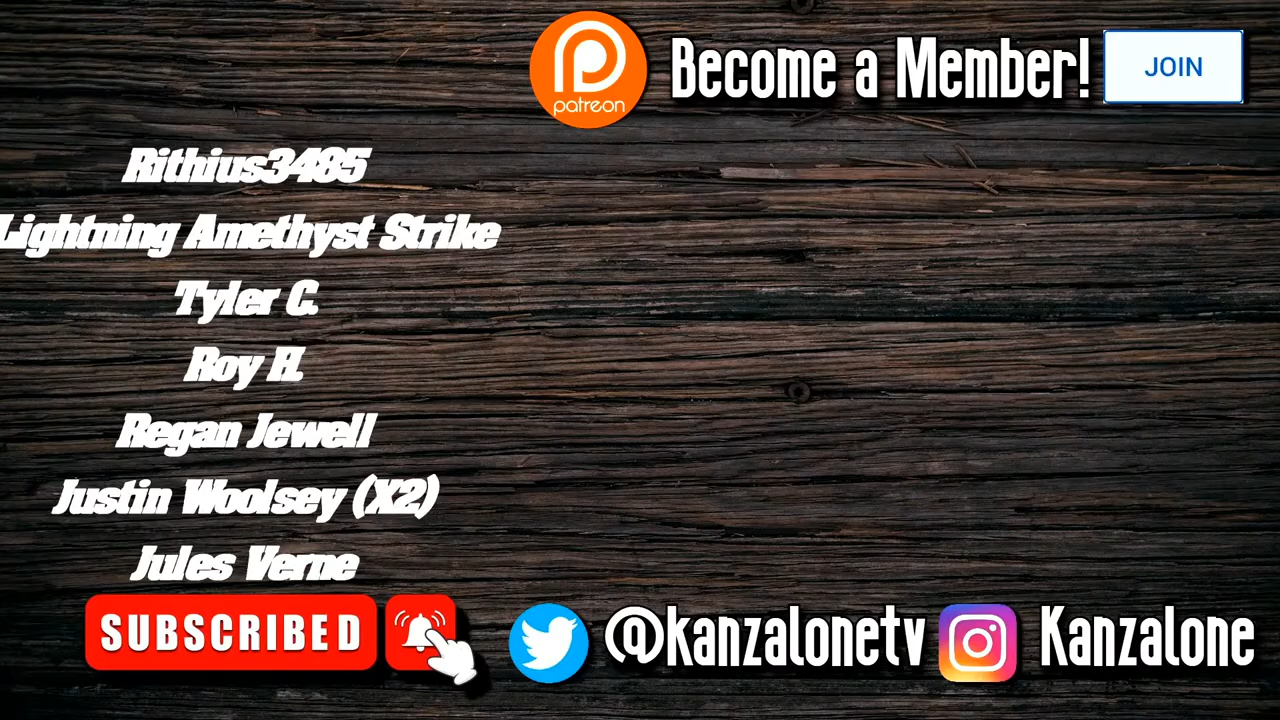 patreon
Become a Member!
JOIN
Rithius3485
Lightning Amethyst Strike
Tyler C.
Roy H.
Regan Jewell
Justin Woolsey (X2)
Jules Verne
SUBSCRIBED
@kanzalonetv
Kanzalone